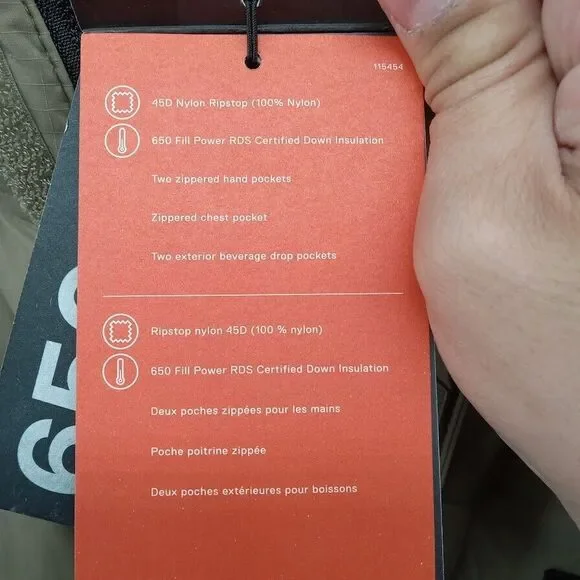 115454
45D Nylon Ripstop (100% Nylon)
650 Fill Power RDS Certified Down Insulation
Two zippered hand pockets
Zippered chest pocket
Two exterior beverage drop pockets
Ripstop nylon 45D (100 % nylon)
650 Fill Power RDS Certified Down Insulation
Deux poches zippées pour les mains
Poche poitrine zippée
Deux poches extérieures pour boissons
650